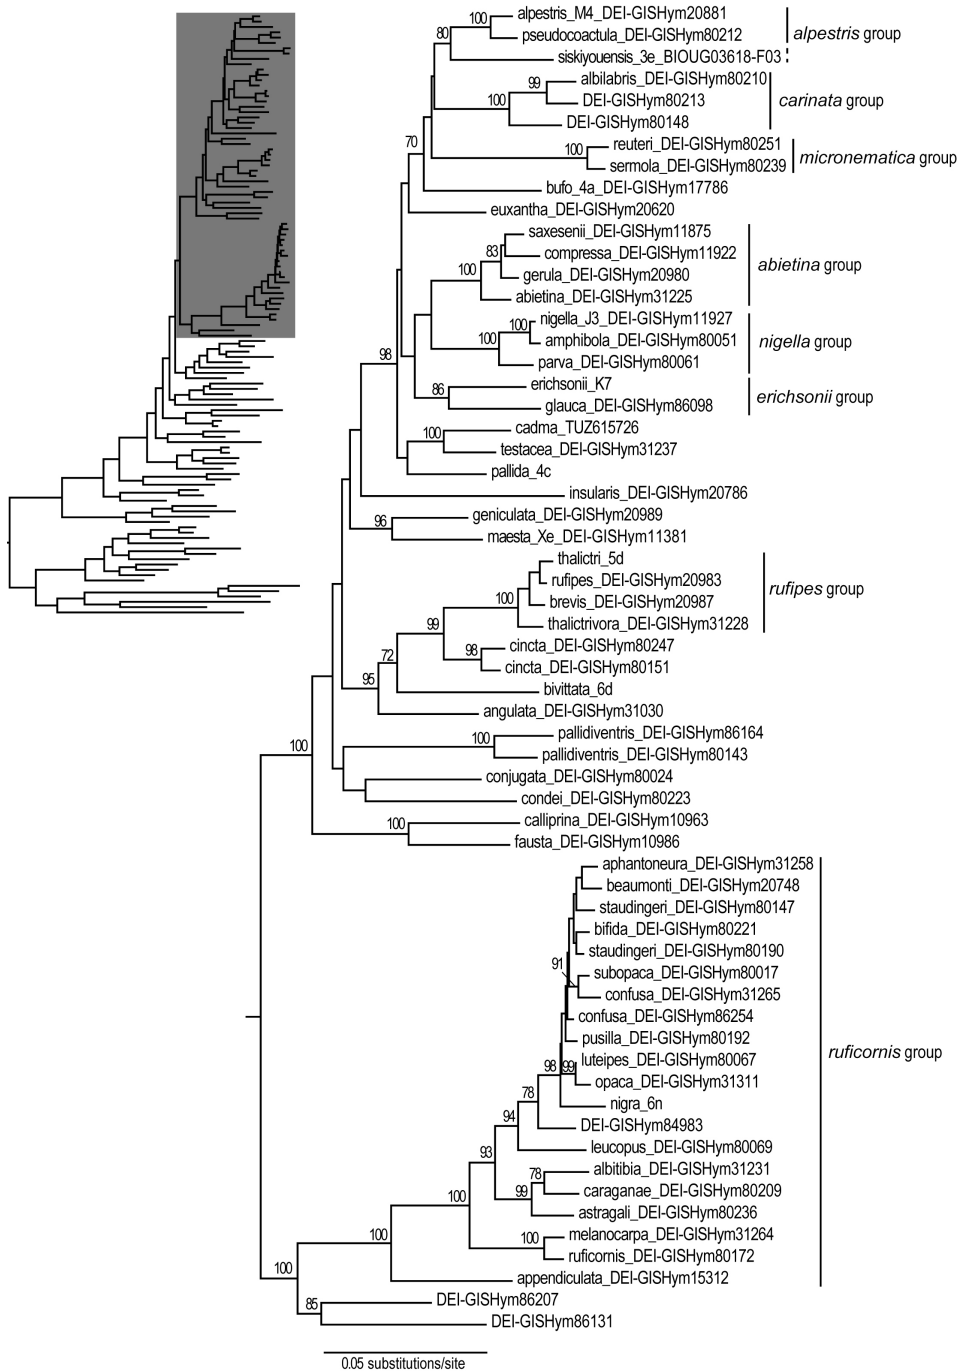 100
alpestris_M4_DEI-GISHym20881
80
pseudocoactula_DEI-GISHym80212
alpestris group
siskiyouensis_3e_BIOUG03618-F03
99
albilabris_DEI-GISHym80210
100
DEI-GISHym80213
carinata group
DEI-GISHym80148
70
100
reuteri_DEI-GISHym80251
micronematica group
sermola_DEI-GISHym80239
bufo_4a_DEI-GISHym17786
euxantha_DEI-GISHym20620
saxesenii_DEI-GISHym11875
83
compressa_DEI-GISHym11922
abietina group
100
gerula_DEI-GISHym20980
abietina_DEI-GISHym31225
nigella_J3_DEI-GISHym11927
100
100
amphibola_DEI-GISHym80051
nigella group
98
parva_DEI-GISHym80061
86
erichsonii_K7
erichsonii group
glauca_DEI-GISHym86098
100
cadma_TUZ615726
testacea_DEI-GISHym31237
pallida_4c
insularis_DEI-GISHym20786
96
geniculata_DEI-GISHym20989
maesta_Xe_DEI-GISHym11381
thalictri_5d
rufipes_DEI-GISHym20983
rufipes group
100
brevis_DEI-GISHym20987
99
thalictrivora_DEI-GISHym31228
98
cincta_DEI-GISHym80247
72
cincta_DEI-GISHym80151
95
bivittata_6d
angulata_DEI-GISHym31030
100
100
pallidiventris_DEI-GISHym86164
pallidiventris_DEI-GISHym80143
conjugata_DEI-GISHym80024
condei_DEI-GISHym80223
100
calliprina_DEI-GISHym10963
fausta_DEI-GISHym10986
aphantoneura_DEI-GISHym31258
beaumonti_DEI-GISHym20748
staudingeri_DEI-GISHym80147
bifida_DEI-GISHym80221
staudingeri_DEI-GISHym80190
91
subopaca_DEI-GISHym80017
confusa_DEI-GISHym31265
confusa_DEI-GISHym86254
pusilla_DEI-GISHym80192
ruficornis group
98
99
luteipes_DEI-GISHym80067
opaca_DEI-GISHym31311
78
nigra_6n
94
DEI-GISHym84983
93
leucopus_DEI-GISHym80069
78
albitibia_DEI-GISHym31231
99
caraganae_DEI-GISHym80209
100
astragali_DEI-GISHym80236
100
100
melanocarpa_DEI-GISHym31264
ruficornis_DEI-GISHym80172
100
appendiculata_DEI-GISHym15312
85
DEI-GISHym86207
DEI-GISHym86131
0.05 substitutions/site